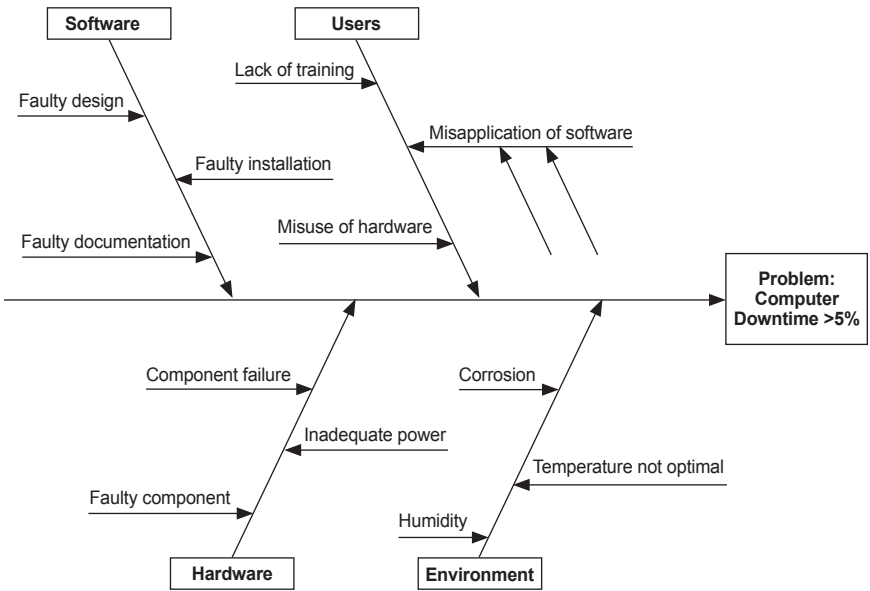 Software
Users
Lack of training
Faulty design
Misapplication of software
Faulty installation
Misuse of hardware
Faulty documentation
Problem:
Computer
Downtime >5%
Component failure
Corrosion
Inadequate power
Temperature not optimal
Faulty component
Humidity
Hardware
Environment